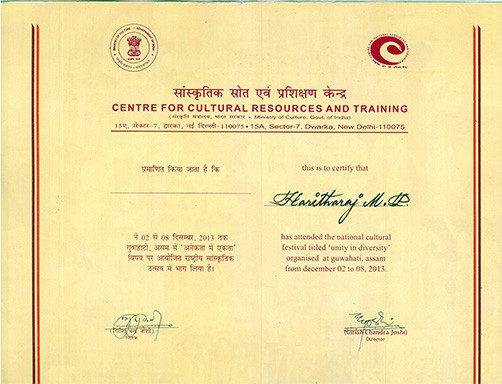 सांस्कृतिक स्रोत एवं प्रशिक्षण केन्द्र
CENTRE FOR CULTURAL RESOURCES AND TRAINING
(संस्कृति मंत्रालय, भारत सरकार • Ministry of Culture, Govt. of India)
15ए, सेक्टर-7, द्वारका, नई दिल्ली-110075 • 15A, Sector-7, Dwarka, New Delhi-110075
प्रमाणित किया जाता है कि
ने 02 से 08 दिसम्बर, 2013 तक
गुवाहाटी, असम में 'अनेकता में एकता'
विषय पर आयोजित राष्ट्रीय सांस्कृतिक
उत्सव में भाग लिया है।
this is to certify that
Haritharaj M.P.
has attended the national cultural
festival titled 'unity in diversity'
organised at guwahati, assam
from december 02 to 08, 2013.
(Girish Chandra Joshi)
Director